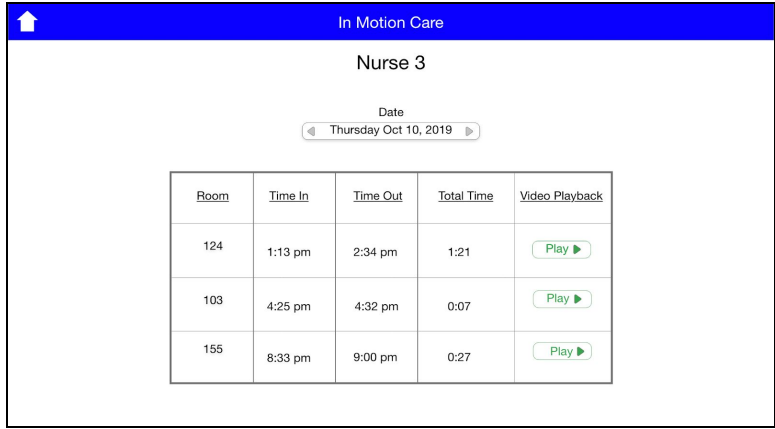 In Motion Care
Nurse 3
Date
Thursday Oct 10, 2019
Room Time In Time Out Total Time Video Playback
124 1:13 pm 2:34 pm 1:21 Play
103 4:25 pm 4:32 pm 0:07 Play
155 8:33 pm 9:00 pm 0:27 Play